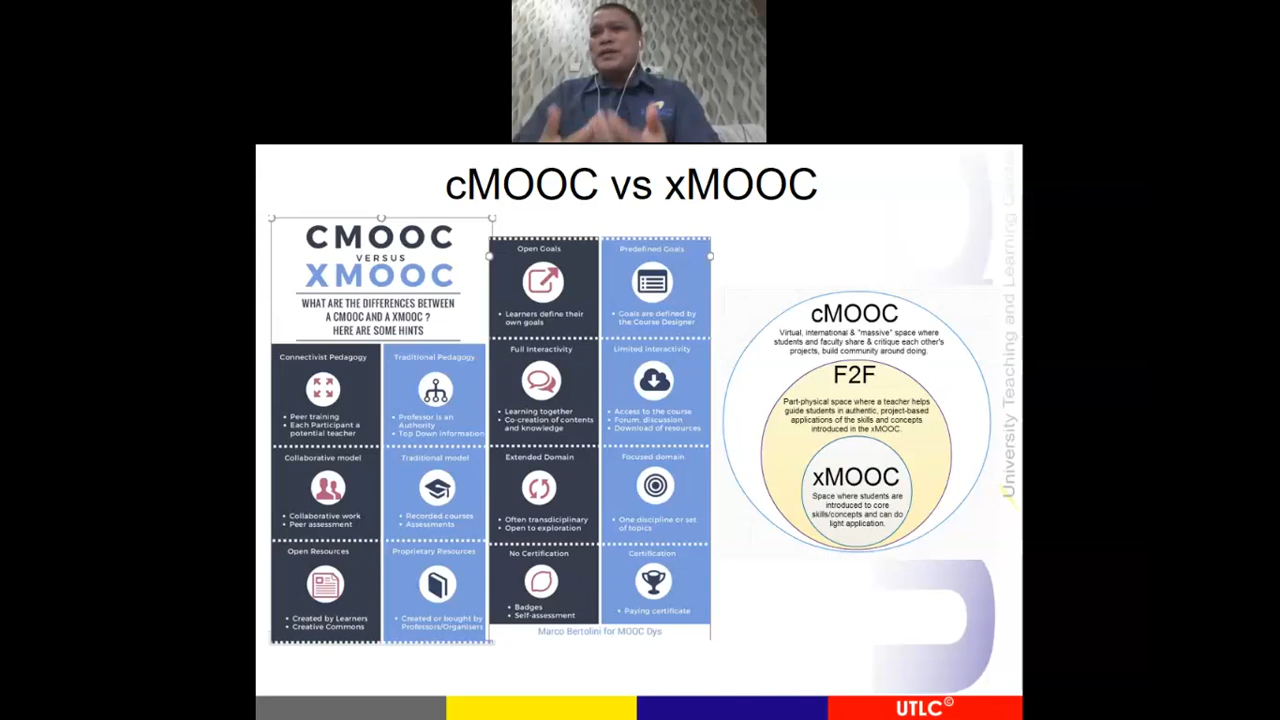 cMOOC vs xMOOC
CMOOC
VERSUS
XMOOC
WHAT ARE THE DIFFERENCES BETWEEN
A CMOOC AND A XMOOC ?
HERE ARE SOME HINTS
Connectivist Pedagogy
• Peer training
• Each Participant a
potential teacher
Traditional Pedagogy
• Professor is an
Authority
• Top Down Information
Collaborative model
• Collaborative work
• Peer assessment
Traditional model
• Recorded courses
• Assessments
Open Resources
• Created by Learners
• Creative Commons
Proprietary Resources
• Created or bought by
Professors/Organisers
Open Goals
• Learners define their
own goals
Predefined Goals
• Goals are defined by
the Course Designer
Full Interactivity
• Learning together
• Co-creation of contents
and knowledge
Limited interactivity
• Access to the course
• Forum, discussion
• Download of resources
Extended Domain
• Often transdiciplinary
• Open to exploration
Focused domain
• One discipline or set
of topics
No Certification
• Badges
• Self-assessment
Certification
• Paying certificate
Marco Bertolini for MOOC Dys
cMOOC
Virtual, international & "massive" space where
students and faculty share & critique each other's
projects, build community around doing.
F2F
Part-physical space where a teacher helps
guide students in authentic, project-based
applications of the skills and concepts
introduced in the xMOOC.
xMOOC
Space where students are
introduced to core
skills/concepts and can do
light application.
University Teaching and Learning Centre
UTLC©